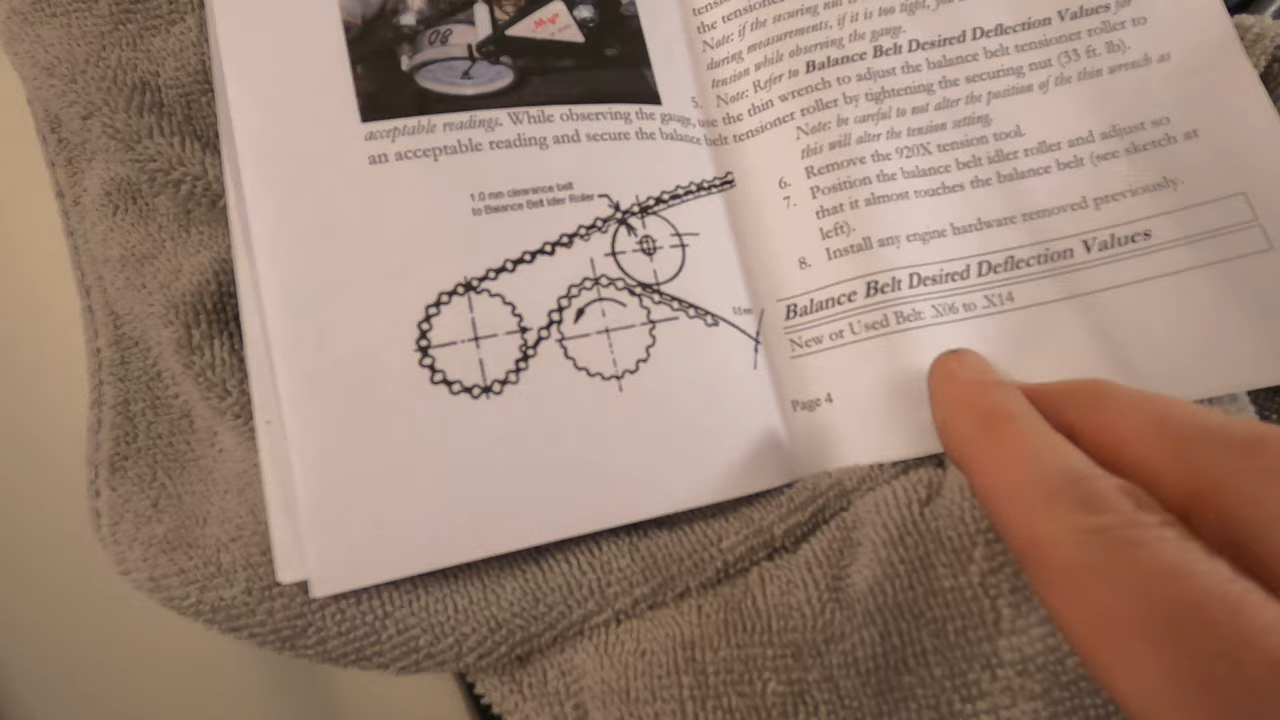 08
acceptable readings. While observing the gauge, use the thin wrench to adjust the balance belt tensioner roller to
an acceptable reading and secure the balance belt tensioner roller by tightening the securing nut (33 ft. lb).
1.0 mm clearance belt
to Balance Belt Idler Roller
the tensioner
Note: if the securing nut is
during measurements, if it is too tight, you
tension while observing the gauge.
5. Note: Refer to Balance Belt Desired Deflection Values for
Note: be careful to not alter the position of the thin wrench as
this will alter the tension setting.
6. Remove the 920X tension tool.
7. Position the balance belt idler roller and adjust so
that it almost touches the balance belt (see sketch at
left).
8. Install any engine hardware removed previously.
Balance Belt Desired Deflection Values
New or Used Belt: .X06 to .X14
Page 4